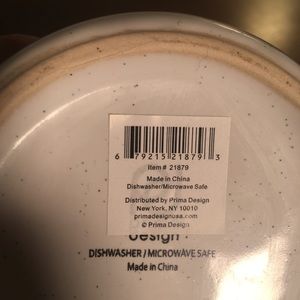 6 79215 21879 3
Item # 21879
Made in China
Dishwasher/Microwave Safe
Distributed by Prima Design
New York, NY 10010
primadesignusa.com
© Prima Design
design
DISHWASHER / MICROWAVE SAFE
Made in China